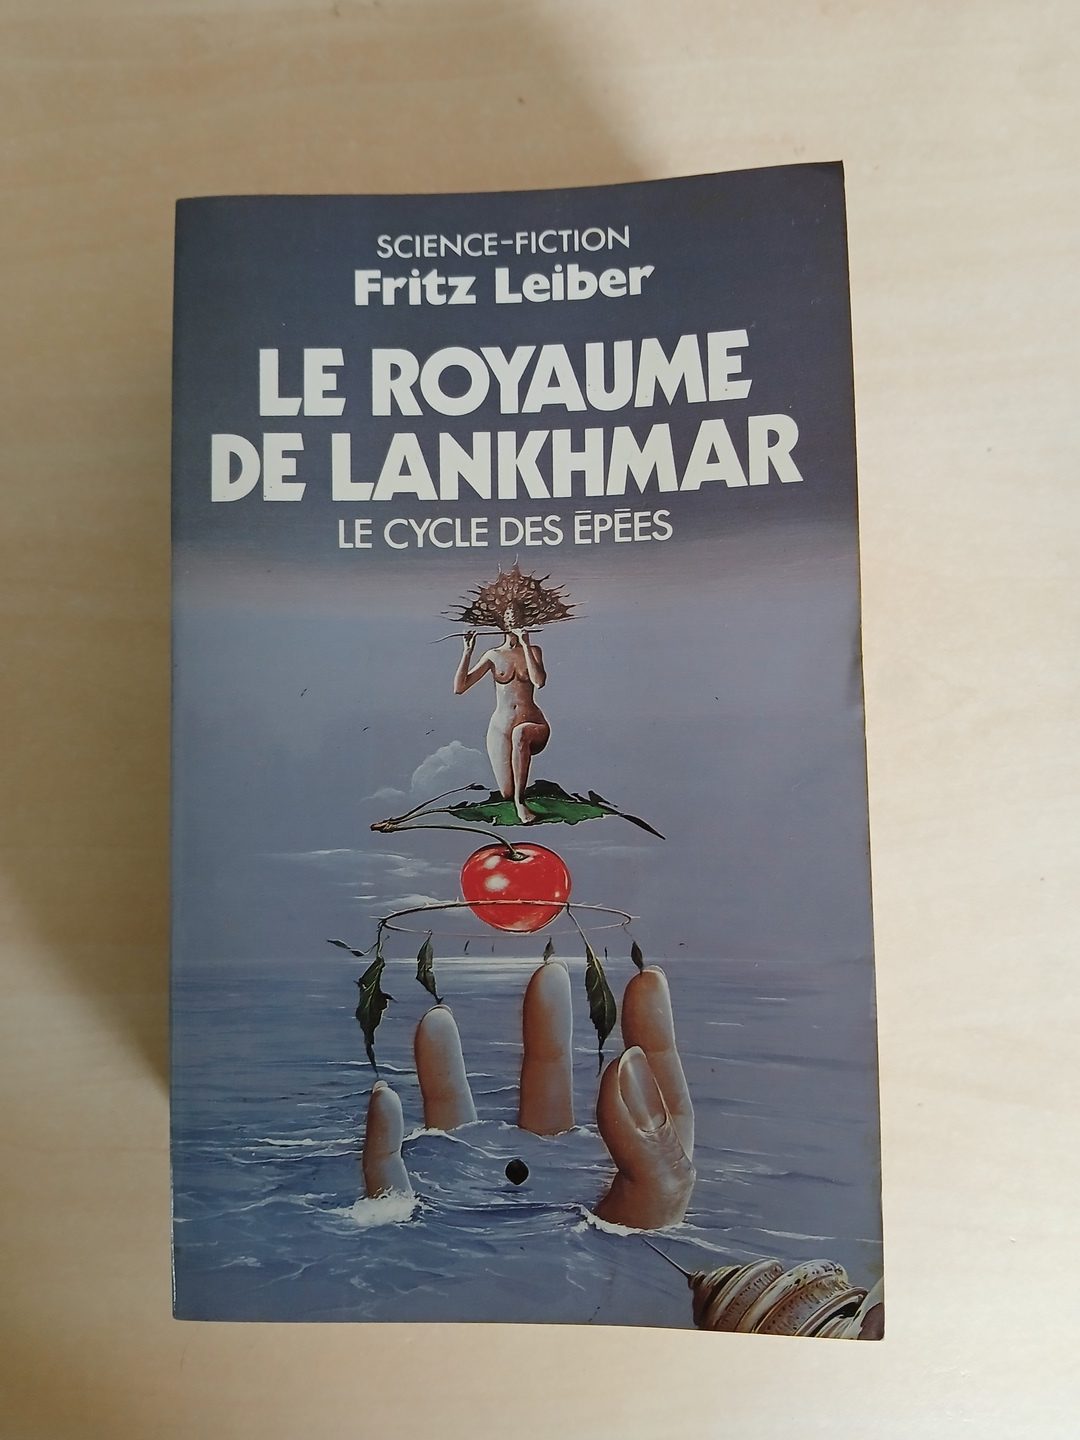 SCIENCE-FICTION
Fritz Leiber
LE ROYAUME
DE LANKHMAR
LE CYCLE DES ÉPÉES